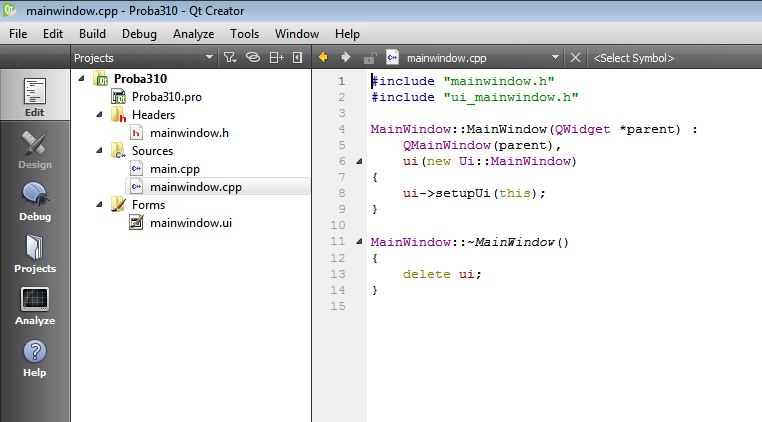 mainwindow.cpp - Proba310 - Qt Creator
File Edit Build Debug Analyze Tools Window Help
Projects mainwindow.cpp <Select Symbol>
Edit
Design
Debug
Projects
Analyze
Help
Proba310
Proba310.pro
Headers
mainwindow.h
Sources
main.cpp
mainwindow.cpp
Forms
mainwindow.ui
1 #include "mainwindow.h"
2 #include "ui_mainwindow.h"
3
4 MainWindow::MainWindow(QWidget *parent) :
5 QMainWindow(parent),
6 ui(new Ui::MainWindow)
7 {
8 ui->setupUi(this);
9 }
10
11 MainWindow::~MainWindow()
12 {
13 delete ui;
14 }
15